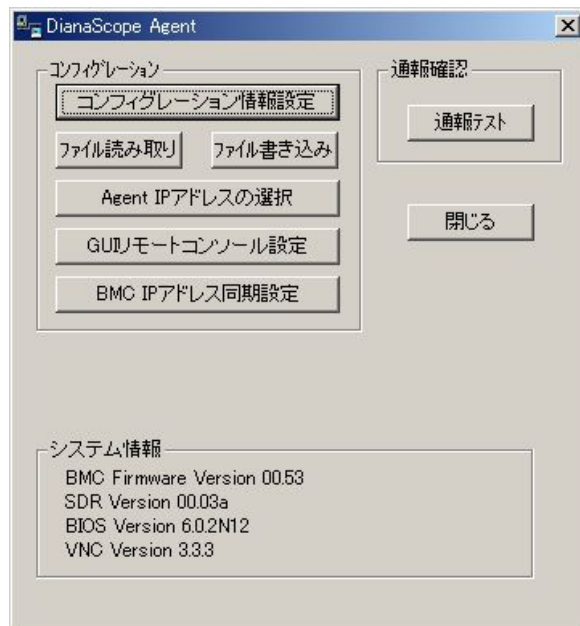 DianaScope Agent
コンフィグレーション
コンフィグレーション情報設定
ファイル読み取り
ファイル書き込み
Agent IPアドレスの選択
GUIリモートコンソール設定
BMC IPアドレス同期設定
通報確認
通報テスト
閉じる
システム情報
BMC Firmware Version 00.53
SDR Version 00.03a
BIOS Version 6.0.2N12
VNC Version 3.3.3